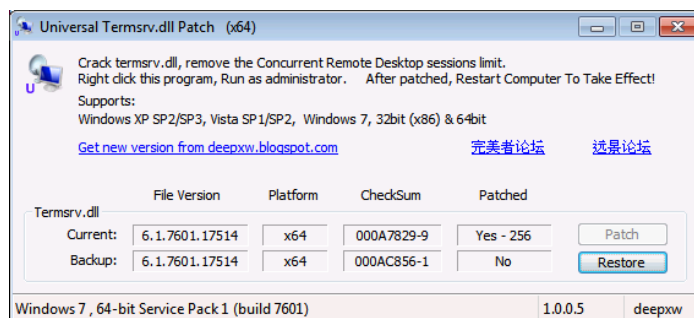 Universal Termsrv.dll Patch (x64)
Crack termsrv.dll, remove the Concurrent Remote Desktop sessions limit.
Right click this program, Run as administrator. After patched, Restart Computer To Take Effect!
U
Supports:
Windows XP SP2/SP3, Vista SP1/SP2, Windows 7, 32bit (x86) & 64bit
Get new version from deepxw.blogspot.com 完美者论坛 远景论坛
File Version Platform CheckSum Patched
Termsrv.dll
Current: 6.1.7601.17514 x64 000A7829-9 Yes - 256 Patch
Backup: 6.1.7601.17514 x64 000AC856-1 No Restore
Windows 7 , 64-bit Service Pack 1 (build 7601) 1.0.0.5 deepxw